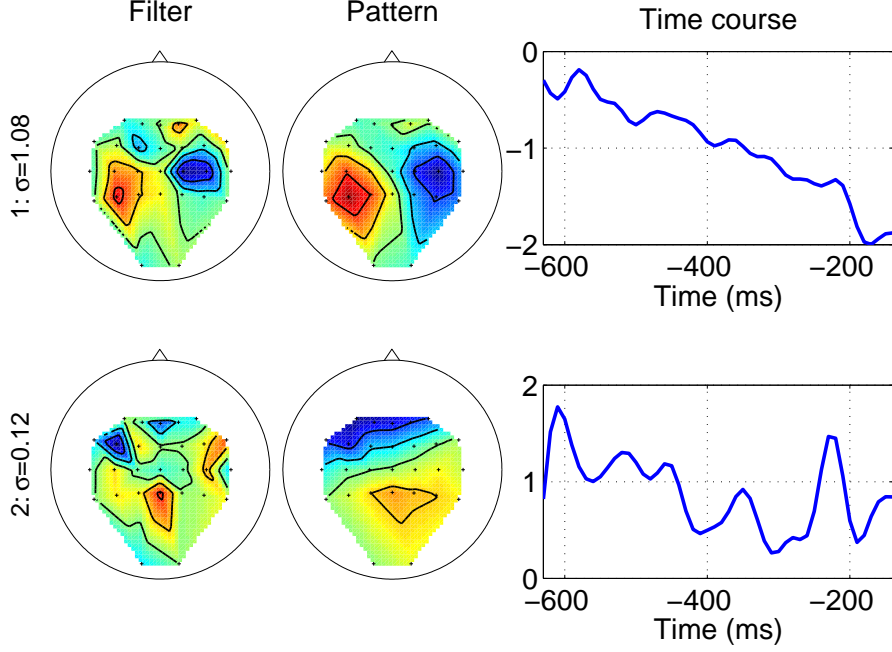 Filter
Pattern
Time course
1: σ=1.08
0
−1
−2
−600
−400
−200
Time (ms)
2: σ=0.12
2
1
0
−600
−400
−200
Time (ms)